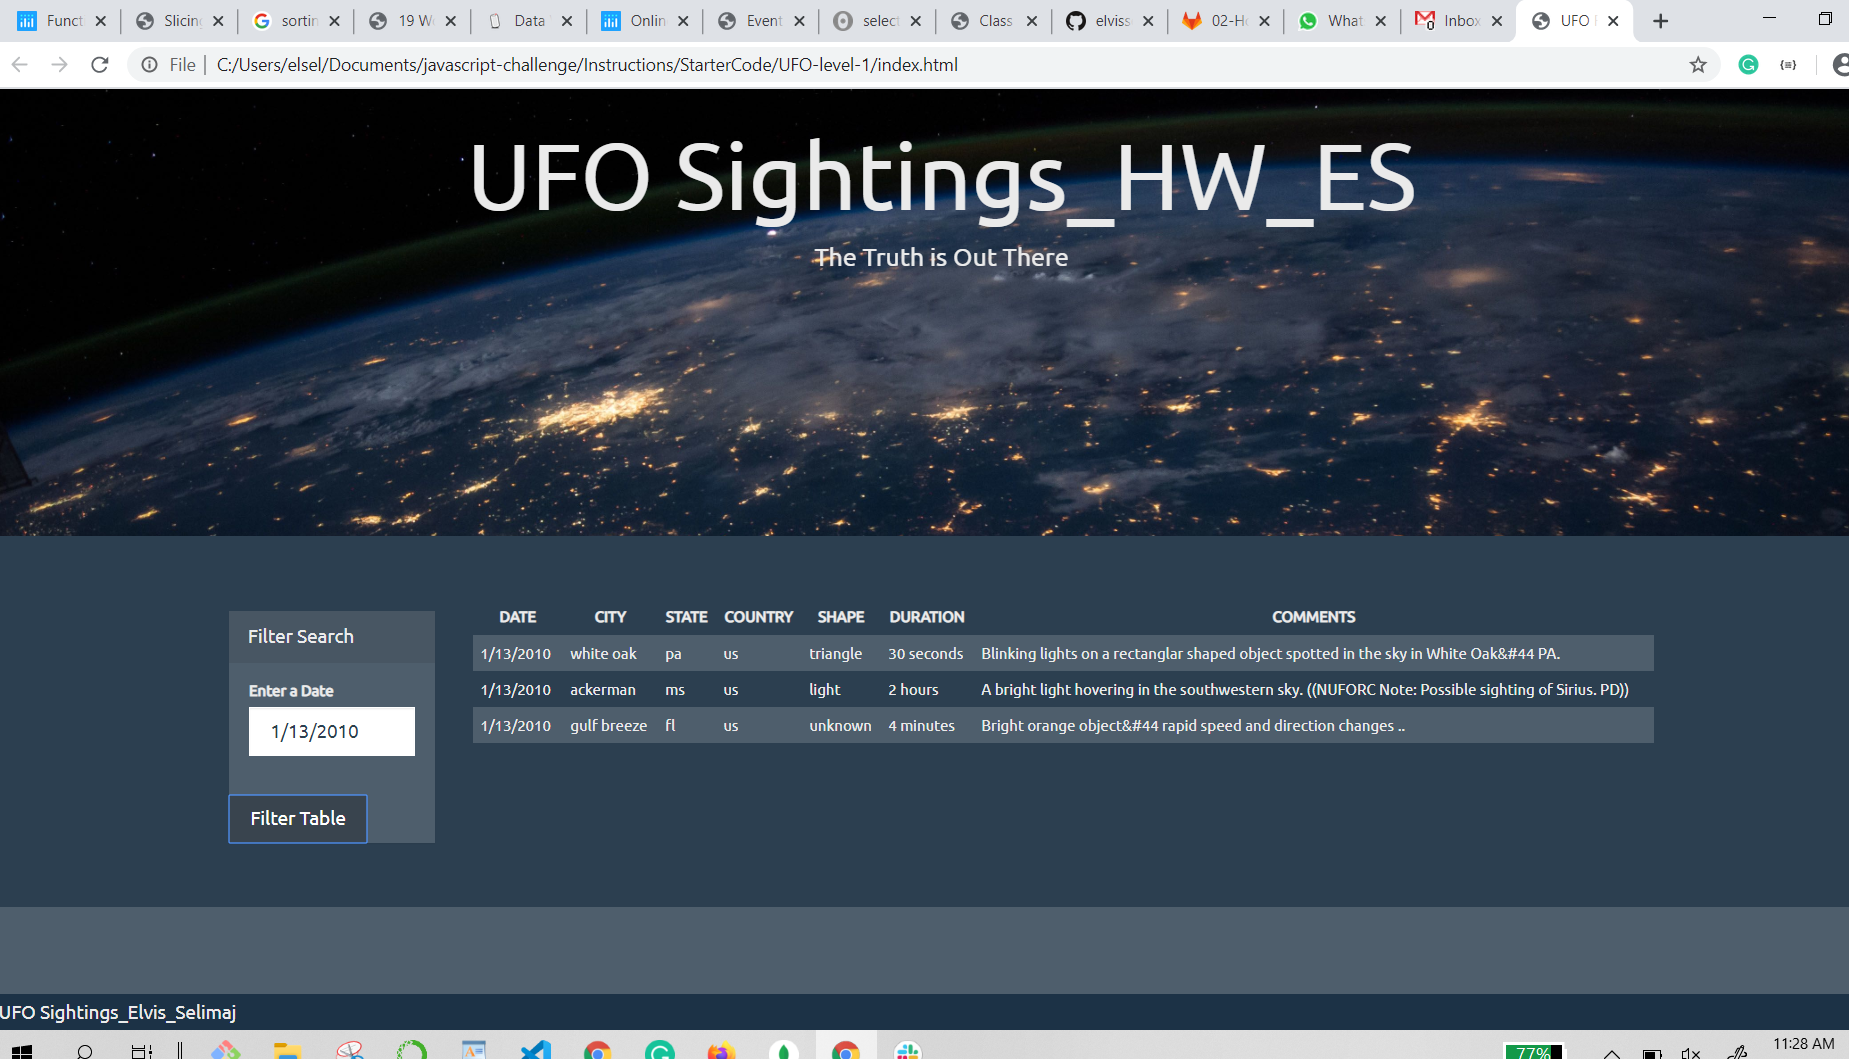 Funct Slicing sortin 19 We Data Onlin Event select Class elviss 02-Ho What Inbox UFO
File C:/Users/elsel/Documents/javascript-challenge/Instructions/StarterCode/UFO-level-1/index.html
UFO Sightings_HW_ES
The Truth is Out There
Filter Search
Enter a Date
1/13/2010
Filter Table
DATE CITY STATE COUNTRY SHAPE DURATION COMMENTS
1/13/2010 white oak pa us triangle 30 seconds Blinking lights on a rectanglar shaped object spotted in the sky in White Oak&#44 PA.
1/13/2010 ackerman ms us light 2 hours A bright light hovering in the southwestern sky. ((NUFORC Note: Possible sighting of Sirius. PD))
1/13/2010 gulf breeze fl us unknown 4 minutes Bright orange object&#44 rapid speed and direction changes ..
UFO Sightings_Elvis_Selimaj
77%
11:28 AM